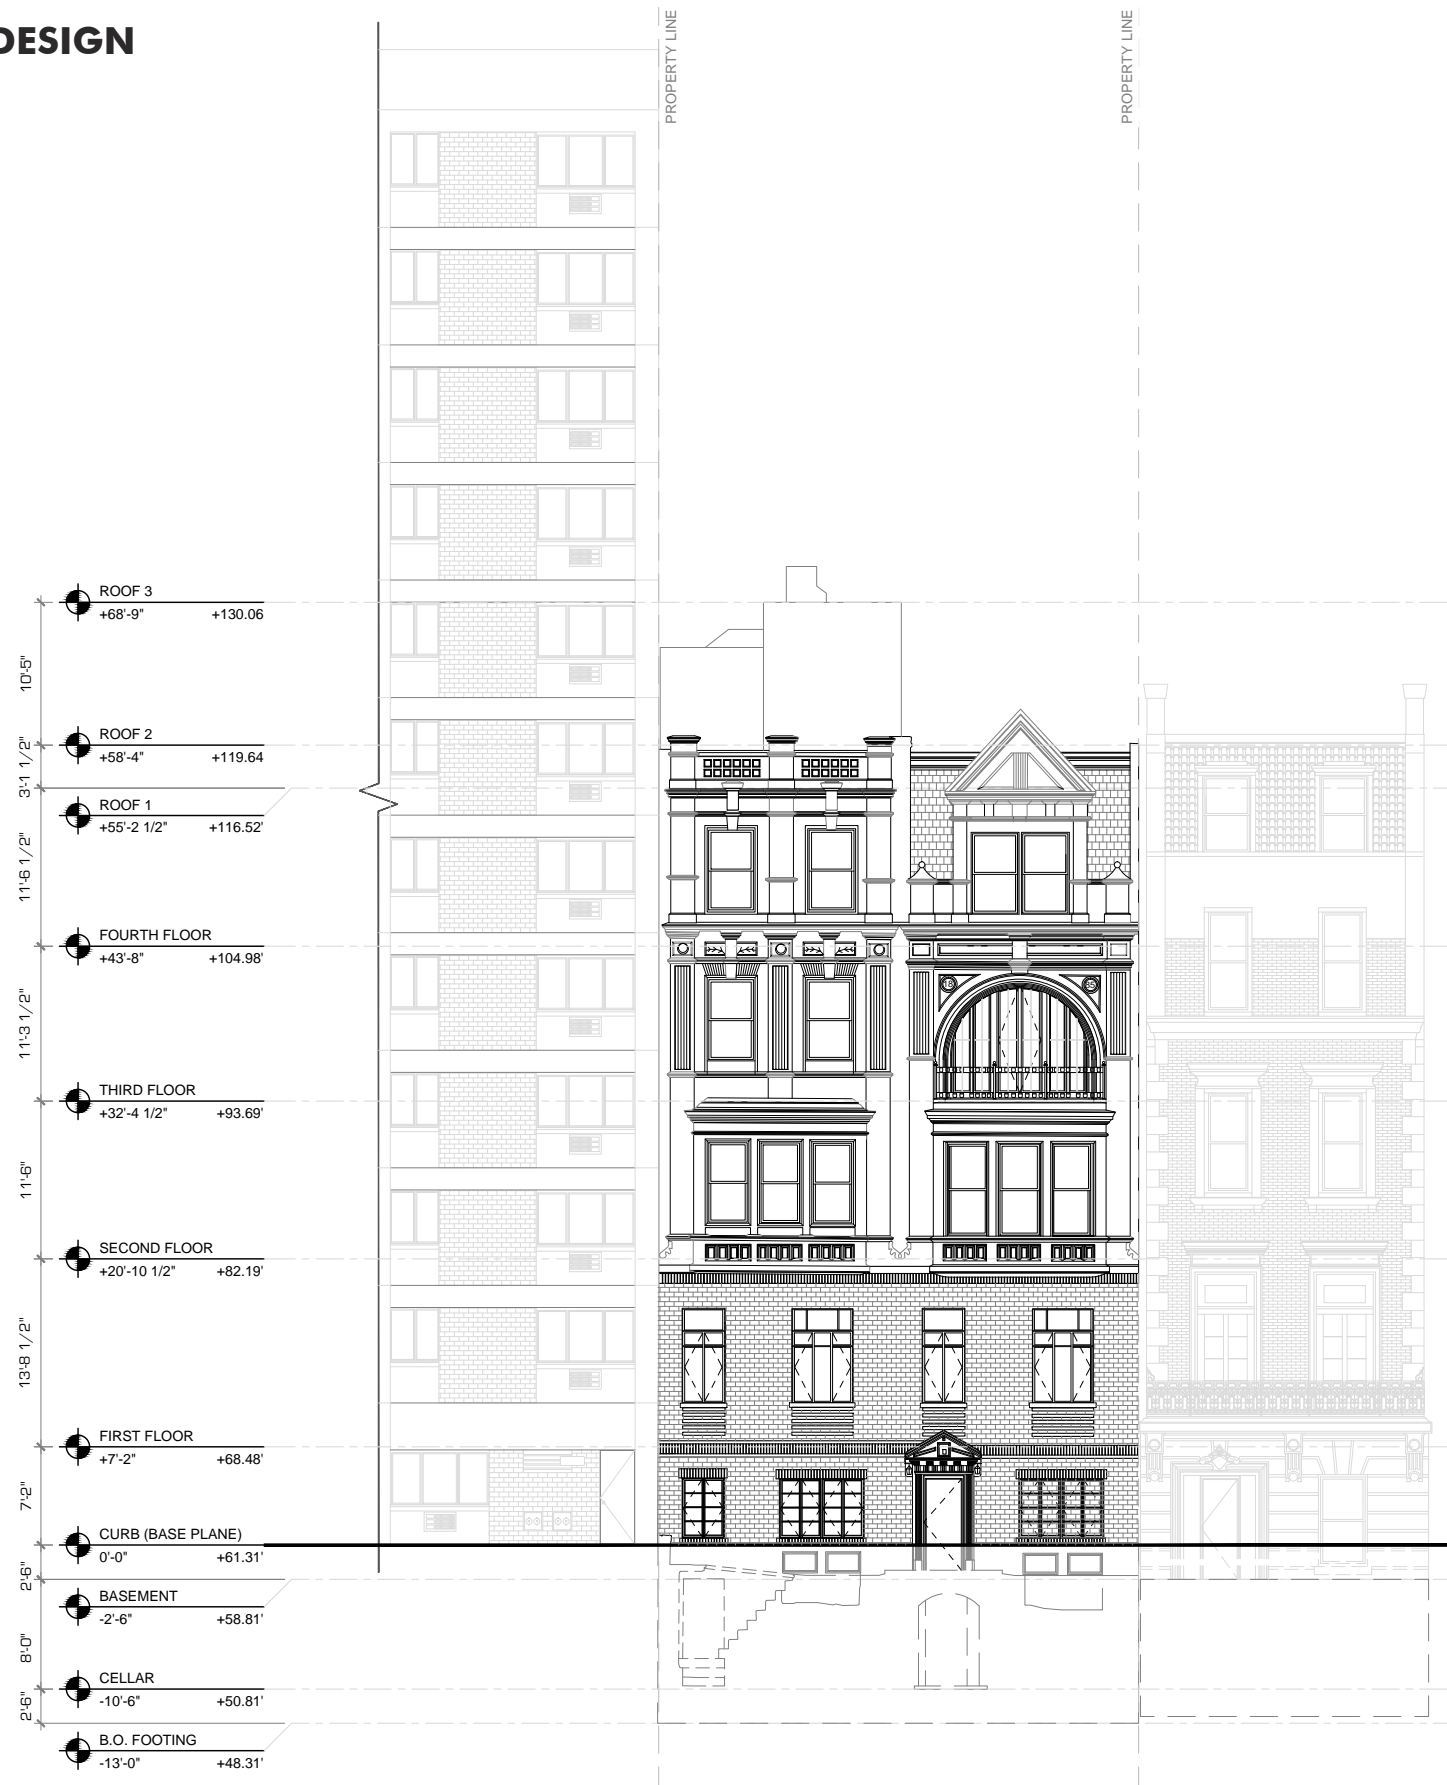 DESIGN
PROPERTY LINE
PROPERTY LINE
ROOF 3
+68'-9" +130.06
10'-5"
ROOF 2
+58'-4" +119.64
3'-1 1/2"
ROOF 1
+55'-2 1/2" +116.52'
11'-6 1/2"
FOURTH FLOOR
+43'-8" +104.98'
18 85
11'-3 1/2"
THIRD FLOOR
+32'-4 1/2" +93.69'
11'-6"
SECOND FLOOR
+20'-10 1/2" +82.19'
13'-8 1/2"
FIRST FLOOR
+7'-2" +68.48'
7'-2"
CURB (BASE PLANE)
0'-0" +61.31'
2'-6"
BASEMENT
-2'-6" +58.81'
8'-0"
CELLAR
-10'-6" +50.81'
2'-6"
B.O. FOOTING
-13'-0" +48.31'